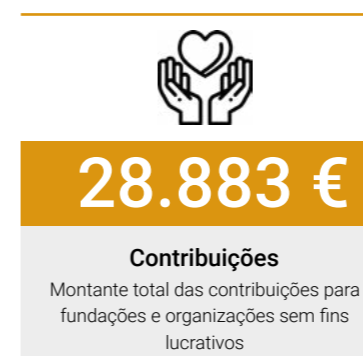 28.883 €
Contribuições
Montante total das contribuições para
fundações e organizações sem fins
lucrativos